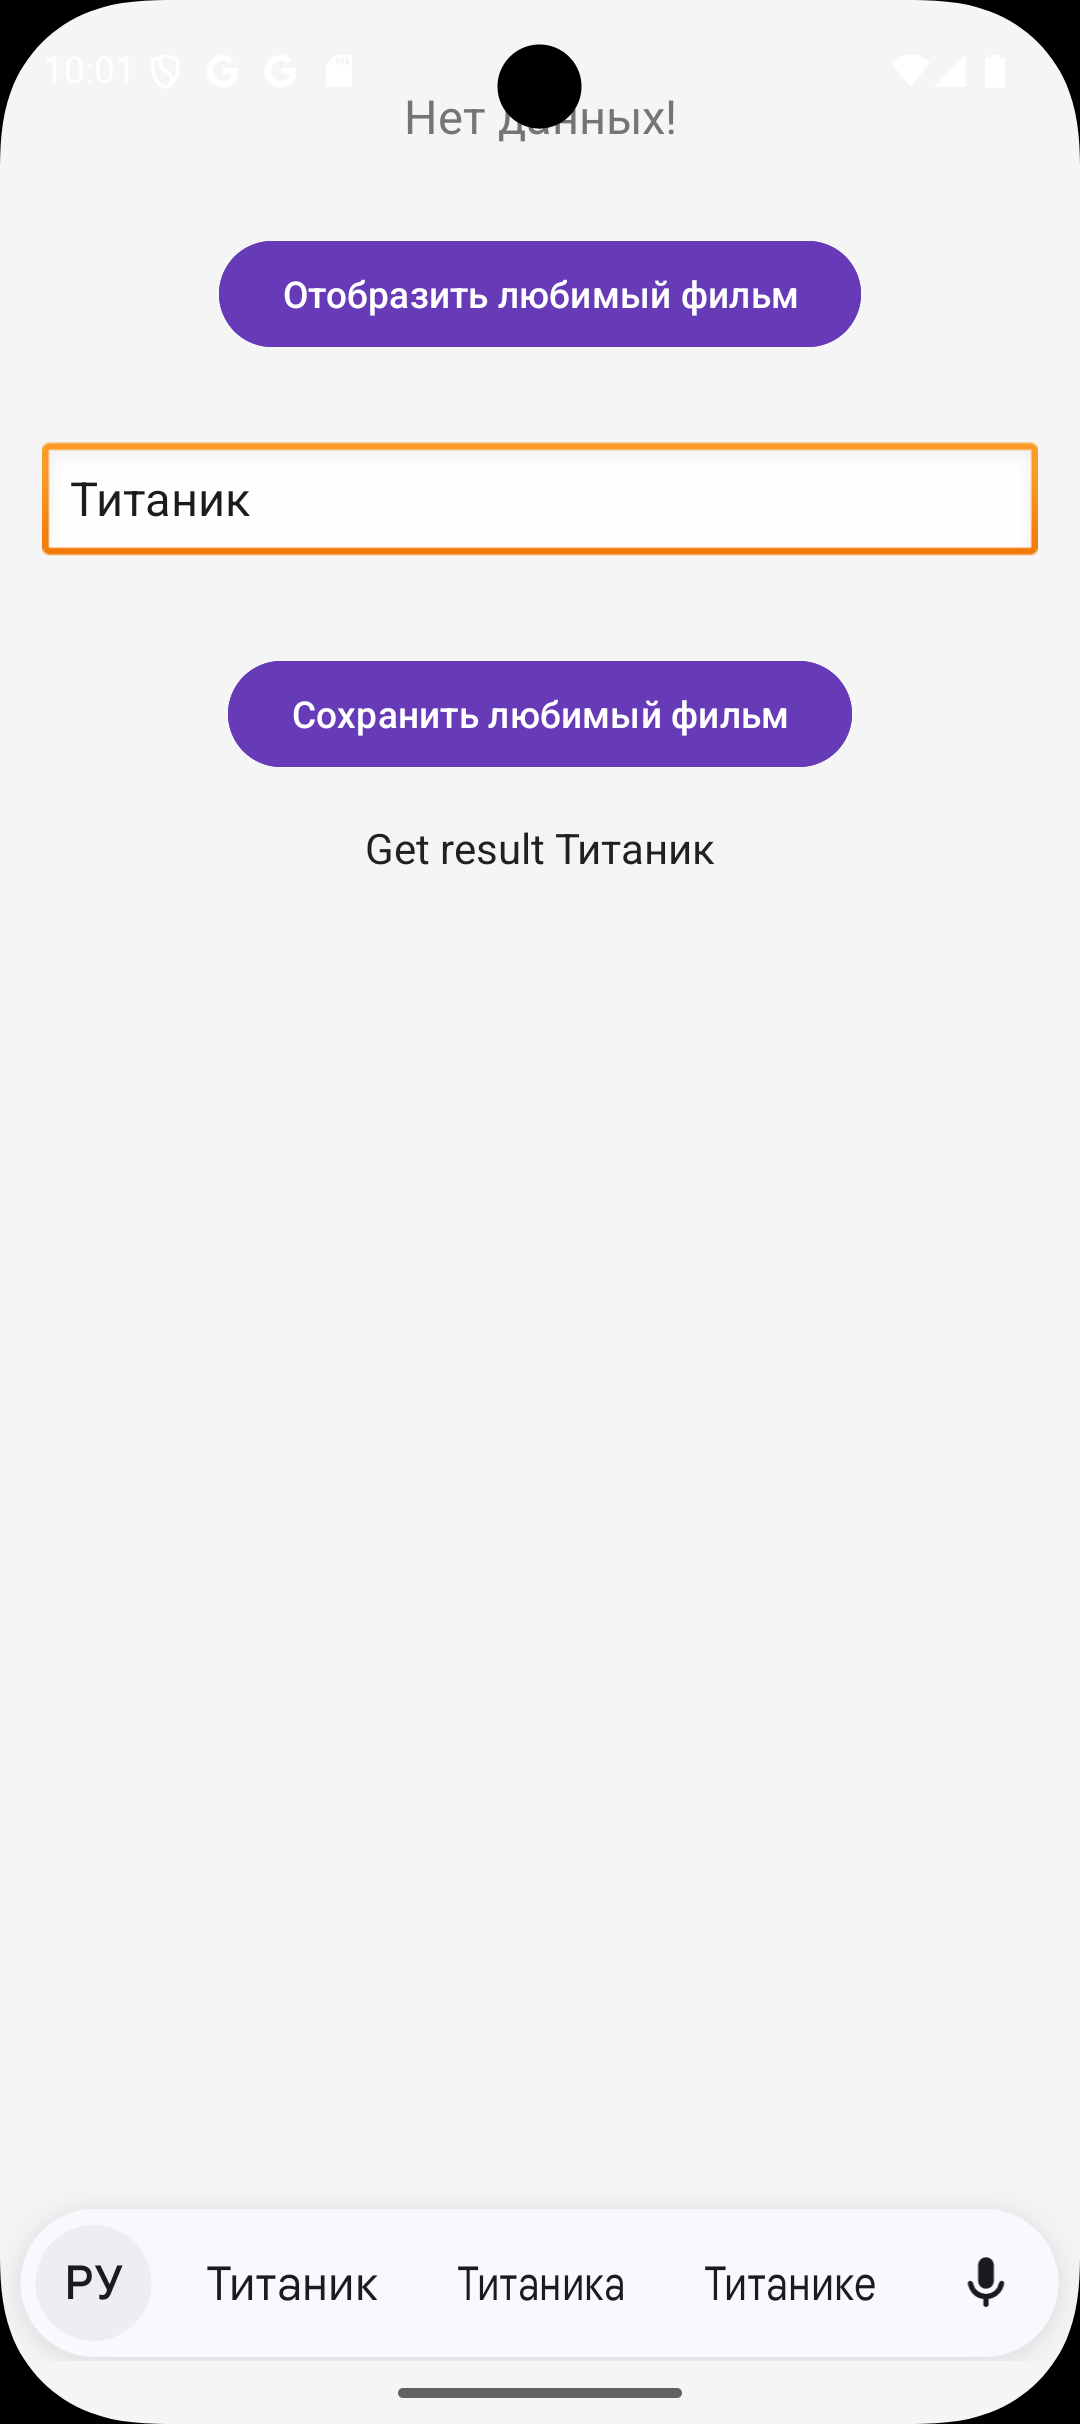 10:01
Нет данных!
Отобразить любимый фильм
Титаник
Сохранить любимый фильм
Get result Титаник
РУ Титаник Титаника Титанике